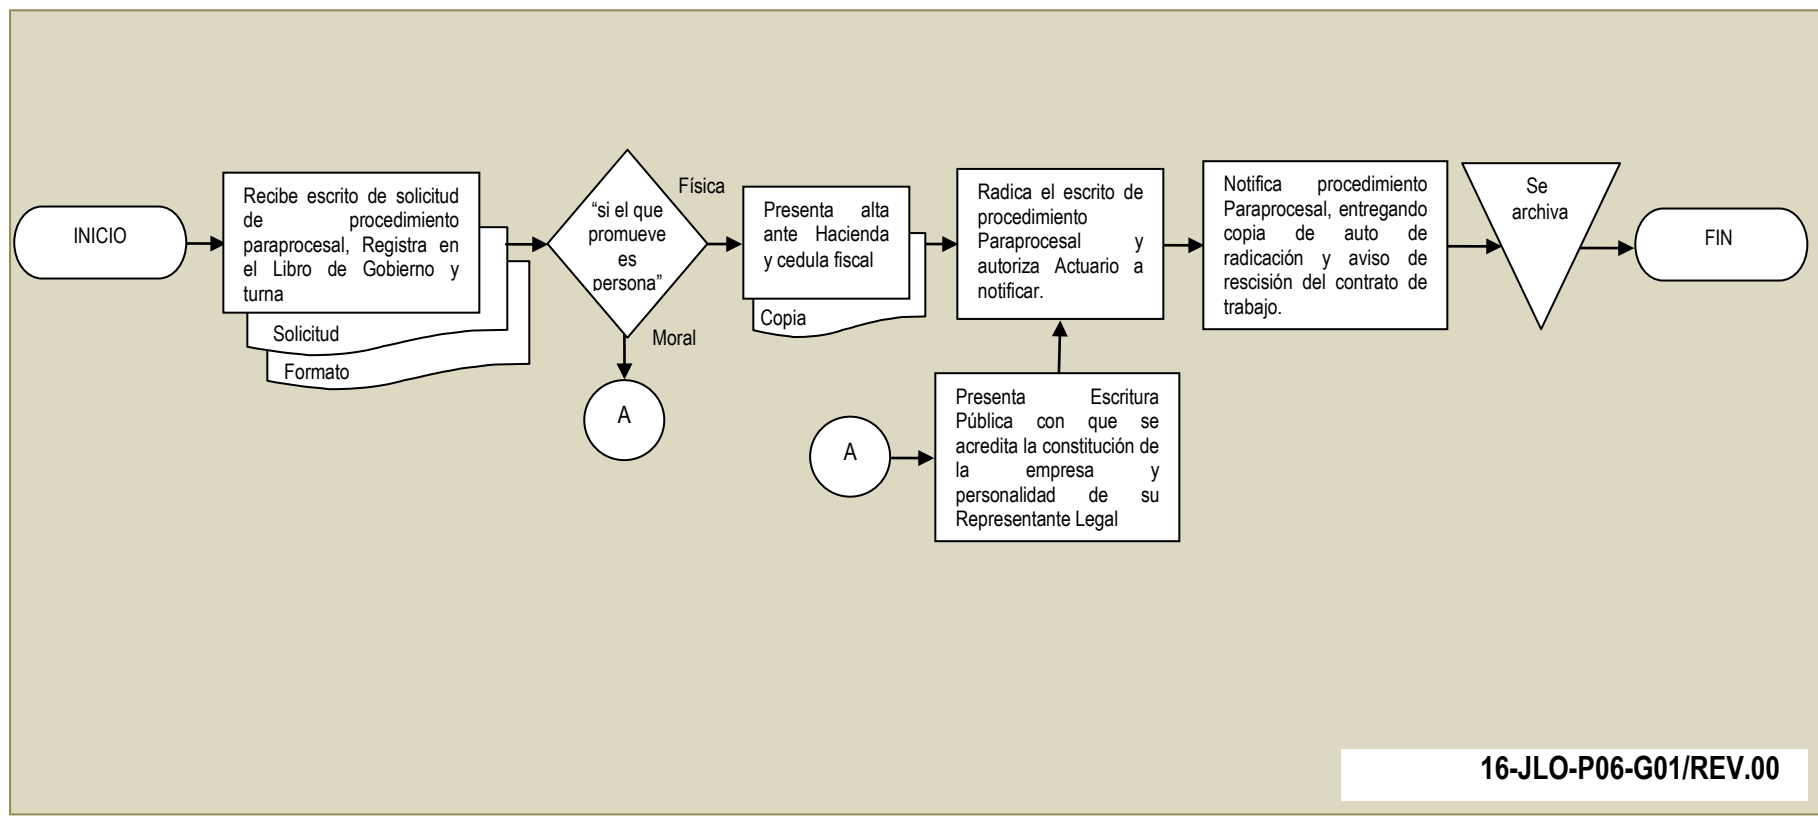 INICIO
Recibe escrito de solicitud
de procedimiento
paraprocesal, Registra en
el Libro de Gobierno y
turna
Solicitud
Formato
“si el que
promueve
es
persona”
Física
Moral
A
Presenta alta
ante Hacienda
y cedula fiscal
Copia
Radica el escrito de
procedimiento
Paraprocesal y
autoriza Actuario a
notificar.
A
Presenta Escritura
Pública con que se
acredita la constitución de
la empresa y
personalidad de su
Representante Legal
Notifica procedimiento
Paraprocesal, entregando
copia de auto de
radicación y aviso de
rescisión del contrato de
trabajo.
Se
archiva
FIN
16-JLO-P06-G01/REV.00